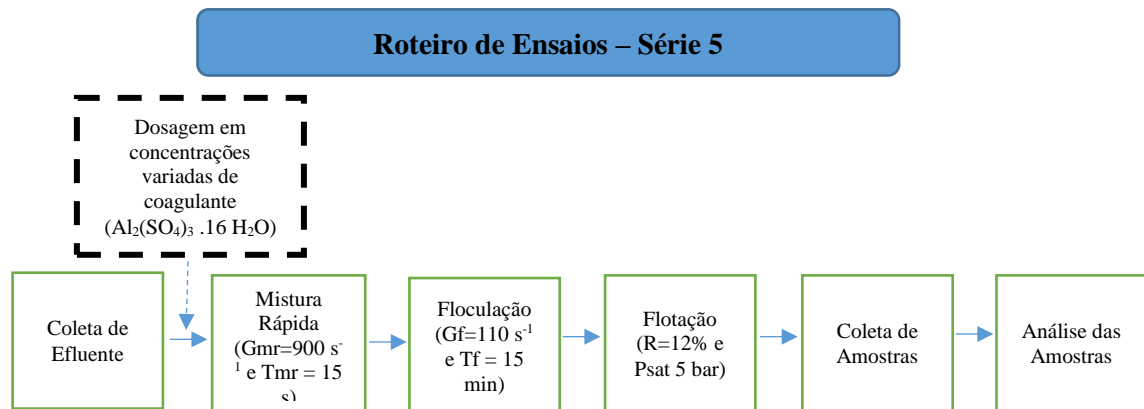 Roteiro de Ensaios – Série 5
Dosagem em
concentrações
variadas de
coagulante
(Al₂(SO₄)₃ .16 H₂O)
Coleta de
Efluente
Mistura
Rápida
(Gmr=900 s⁻
¹ e Tmr = 15
s)
Floculação
(Gf=110 s⁻¹
e Tf = 15
min)
Flotação
(R=12% e
Psat 5 bar)
Coleta de
Amostras
Análise das
Amostras